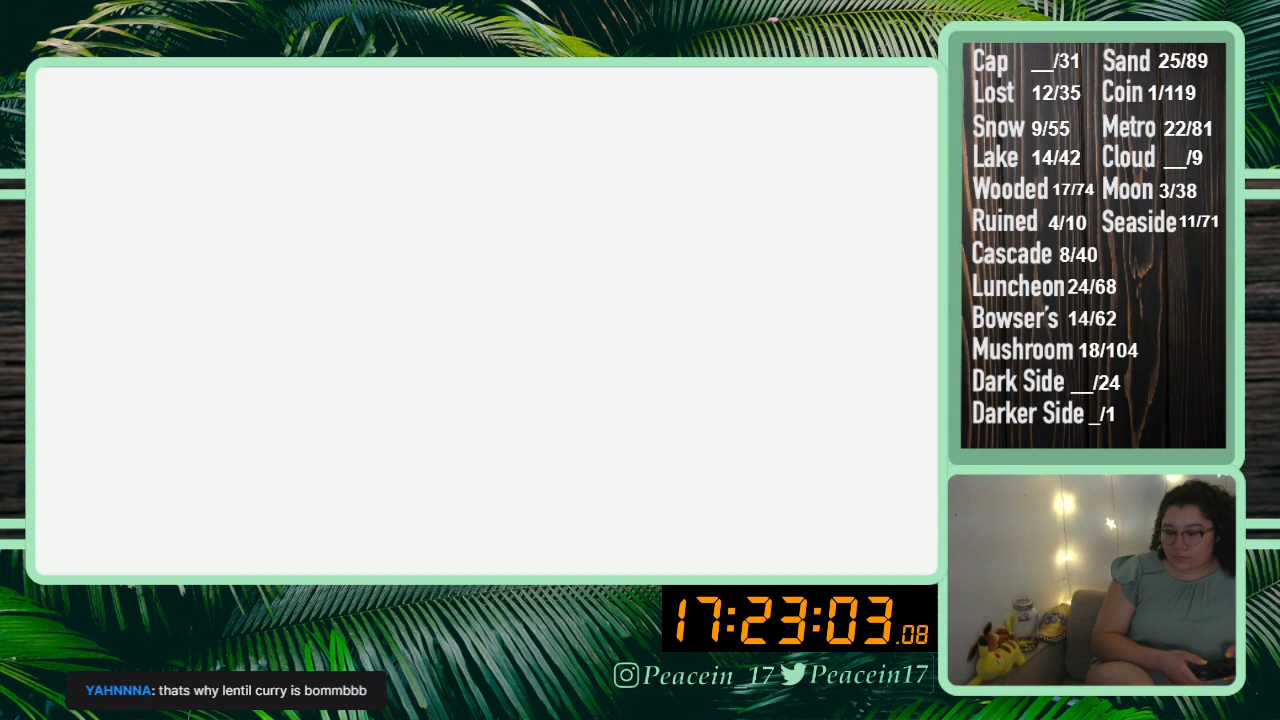 Cap __/31 Sand 25/89
Lost 12/35 Coin 1/119
Snow 9/55 Metro 22/81
Lake 14/42 Cloud __/9
Wooded 17/74 Moon 3/38
Ruined 4/10 Seaside 11/71
Cascade 8/40
Luncheon 24/68
Bowser's 14/62
Mushroom 18/104
Dark Side __/24
Darker Side _/1
17:23:03.08
Peacein_17 Peacein17
YAHNNNA: thats why lentil curry is bommbbb